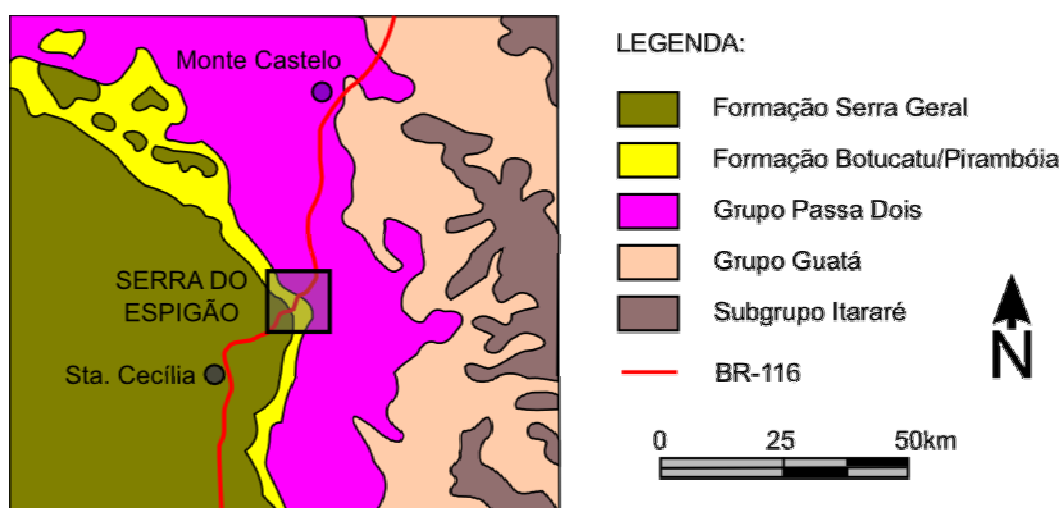 Monte Castelo
SERRA DO
ESPIGÃO
Sta. Cecília
LEGENDA:
Formação Serra Geral
Formação Botucatu/Pirambóia
Grupo Passa Dois
Grupo Guatá
Subgrupo Itararé
BR-116
N
0 25 50km